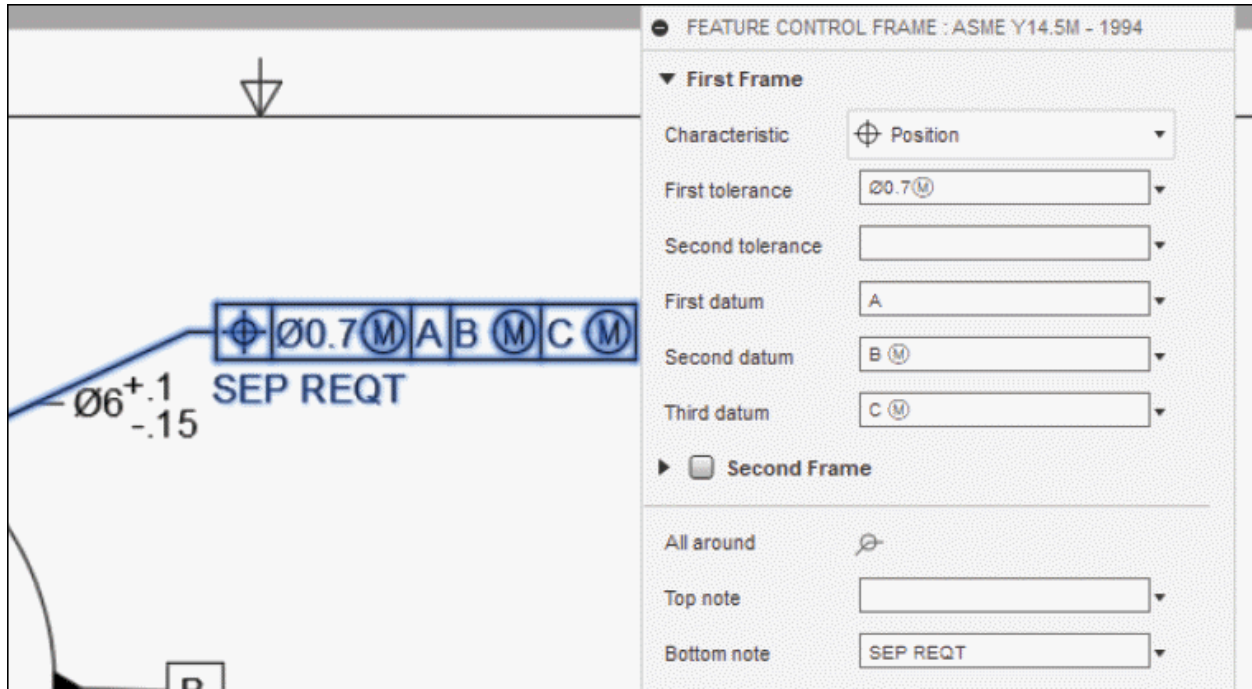 FEATURE CONTROL FRAME : ASME Y14.5M - 1994
First Frame
Characteristic
Position
First tolerance
Ø0.7Ⓜ
Second tolerance
First datum
A
Second datum
B Ⓜ
Third datum
C Ⓜ
Second Frame
All around
Top note
Bottom note
SEP REQT
Ø0.7ⓂA B Ⓜ C Ⓜ
SEP REQT
Ø6 +.1
-.15